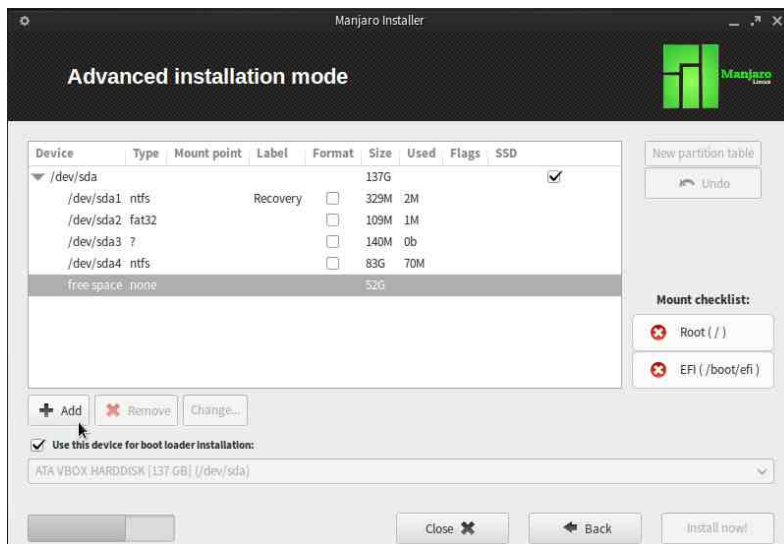 Manjaro Installer
Advanced installation mode
Manjaro
Linux
Device Type Mount point Label Format Size Used Flags SSD
/dev/sda 137G
/dev/sda1 ntfs Recovery 329M 2M
/dev/sda2 fat32 109M 1M
/dev/sda3 ? 140M 0b
/dev/sda4 ntfs 83G 70M
free space none 52G
New partition table
Undo
Mount checklist:
Root ( / )
EFI ( /boot/efi )
Add Remove Change...
Use this device for boot loader installation:
ATA VBOX HARDDISK [137 GB] (/dev/sda)
Close Back Install now!